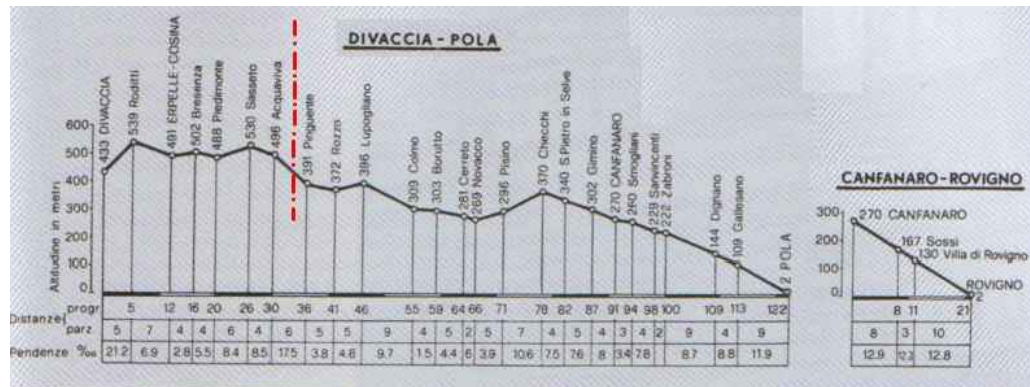 DIVACCIA - POLA
433 DIVACCIA
539 Roditti
491 ERPELLE-COSINA
502 Bresenza
488 Piedimonte
530 Sasseto
496 Acquaviva
391 Pinguente
372 Rozzo
396 Lupogliano
309 Colmo
303 Borutto
281 Cerreto
269 Novacco
296 Pisino
370 Checchi
340 S.Pietro in Selve
302 Gimino
270 CANFANARO
260 Smogliani
229 Sanvincenti
222 Zabroni
144 Dignano
109 Gallesano
2 POLA
Altitudine in metri
600
500
400
300
200
100
0
Distanze
progr 5 12 16 20 26 30 36 41 46 55 59 64 66 71 78 82 87 91 94 98 100 109 113 122
parz 5 7 4 4 6 4 6 5 5 9 4 5 2 5 7 4 5 4 3 4 2 9 4 9
Pendenze ‰ 21.2 6.9 2.8 5.5 8.4 8.5 17.5 3.8 4.8 9.7 1.5 4.4 6 3.9 10.6 7.5 7.6 8 3.4 7.8 8.7 8.8 11.9
CANFANARO - ROVIGNO
300
200
100
0
270 CANFANARO
167 Sossi
130 Villa di Rovigno
ROVIGNO
2
8 11 21
8 3 10
12.9 12.3 12.8